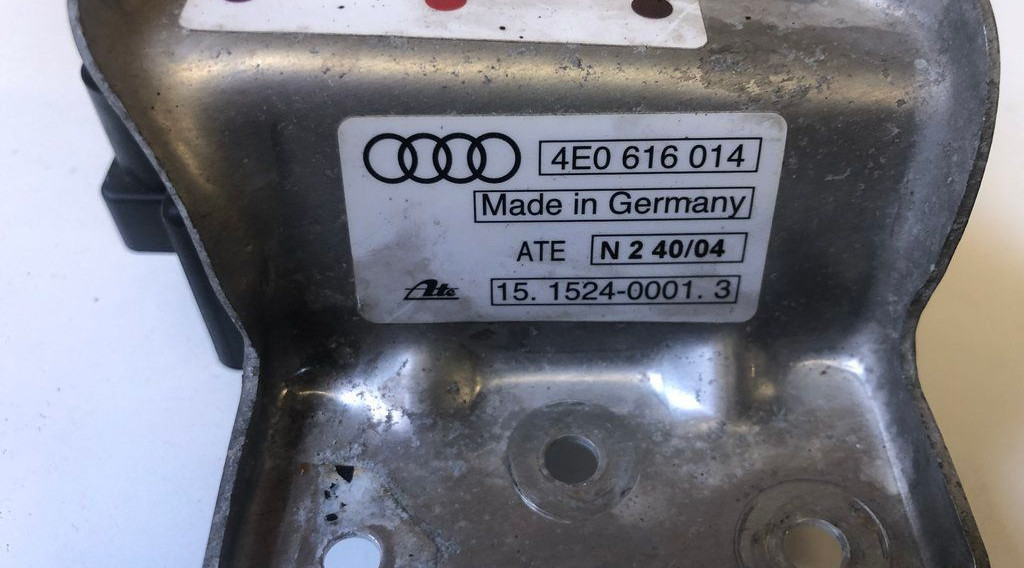 4E0 616 014
Made in Germany
ATE N 2 40/04
Ate 15. 1524-0001. 3